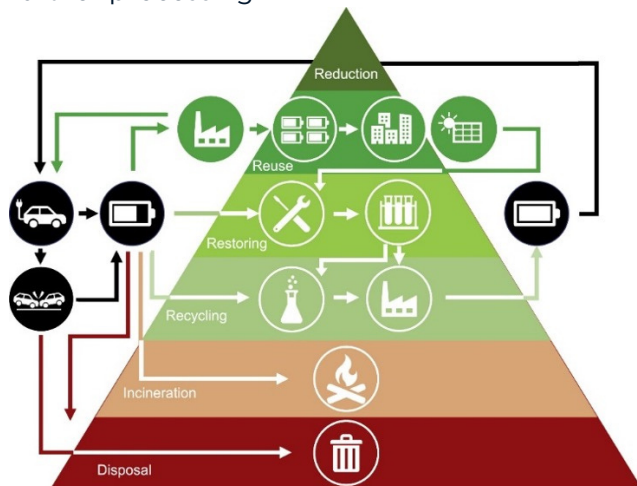 Reduction
Reuse
Restoring
Recycling
Incineration
Disposal